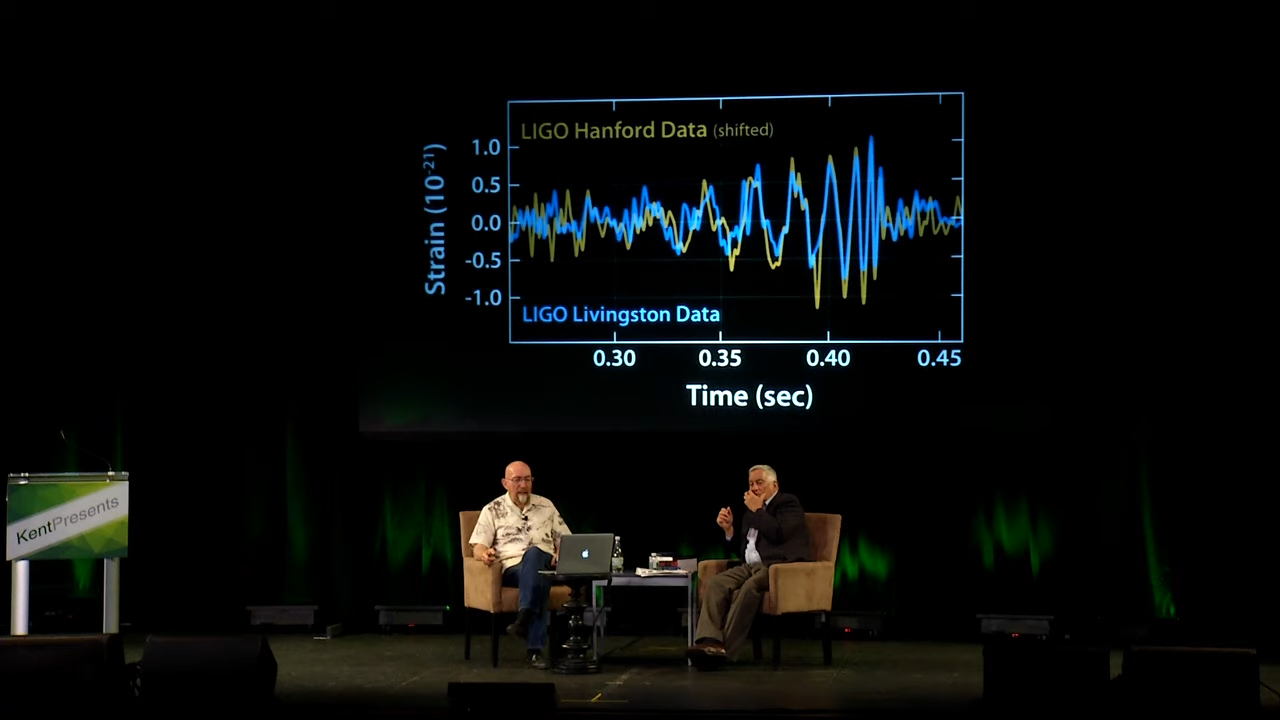 LIGO Hanford Data (shifted)
1.0
0.5
0.0
-0.5
-1.0
Strain (10⁻²¹)
LIGO Livingston Data
0.30 0.35 0.40 0.45
Time (sec)
KentPresents